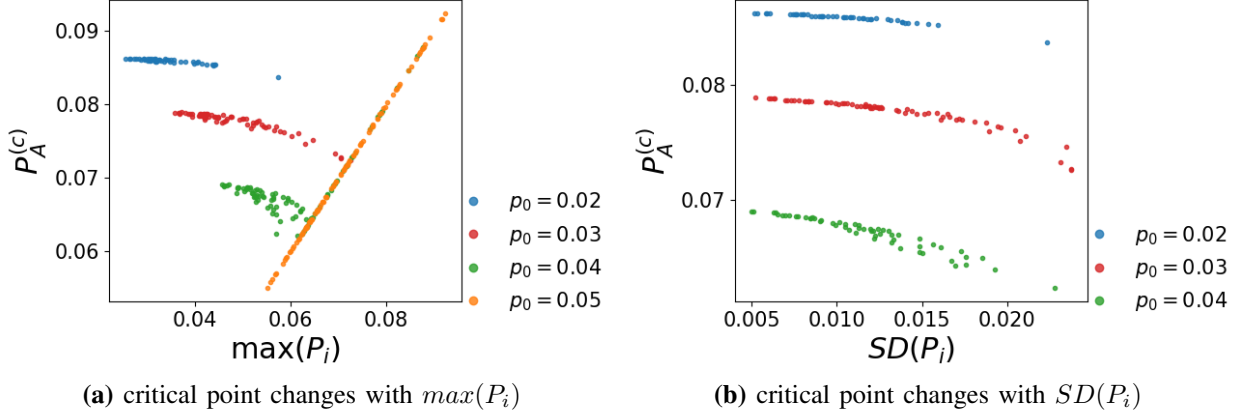 0.09
0.08
0.07
0.06
P_A^{(c)}
0.04
0.06
0.08
max(P_i)
p_0 = 0.02
p_0 = 0.03
p_0 = 0.04
p_0 = 0.05
(a) critical point changes with max(P_i)
0.08
0.07
P_A^{(c)}
0.005
0.010
0.015
0.020
SD(P_i)
p_0 = 0.02
p_0 = 0.03
p_0 = 0.04
(b) critical point changes with SD(P_i)